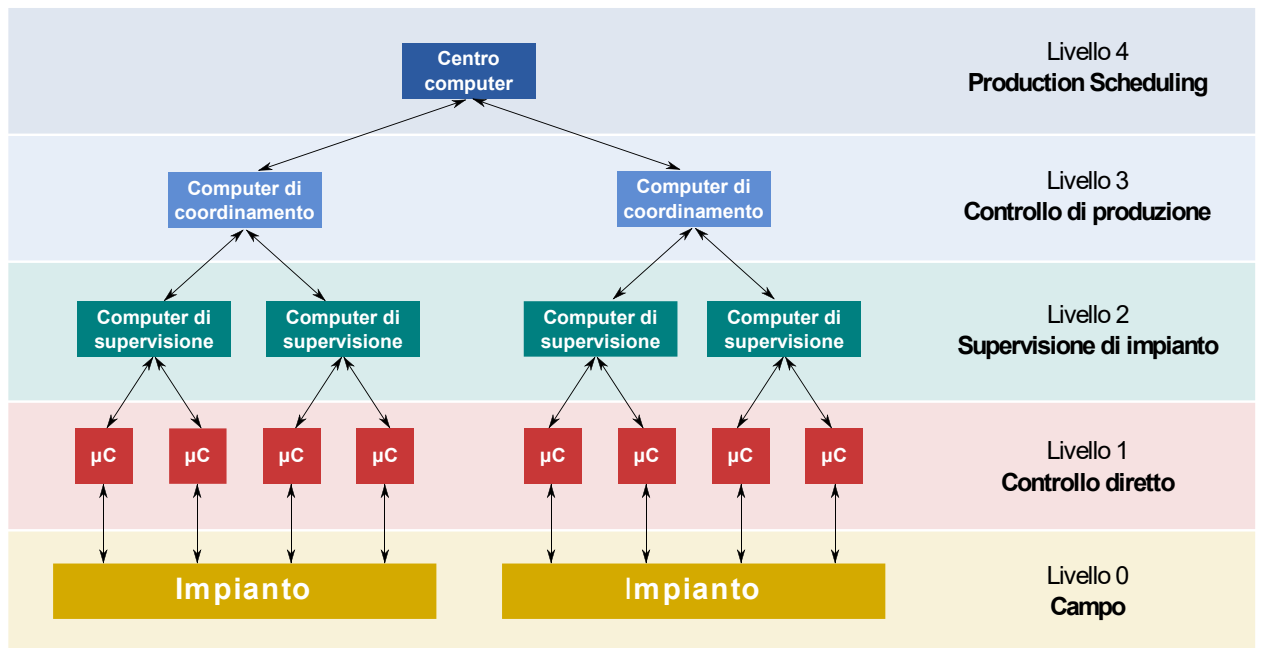 Centro
computer
Livello 4
Production Scheduling
Computer di
coordinamento
Computer di
coordinamento
Livello 3
Controllo di produzione
Computer di
supervisione
Computer di
supervisione
Computer di
supervisione
Computer di
supervisione
Livello 2
Supervisione di impianto
µC
µC
µC
µC
µC
µC
µC
µC
Livello 1
Controllo diretto
Impianto
Impianto
Livello 0
Campo